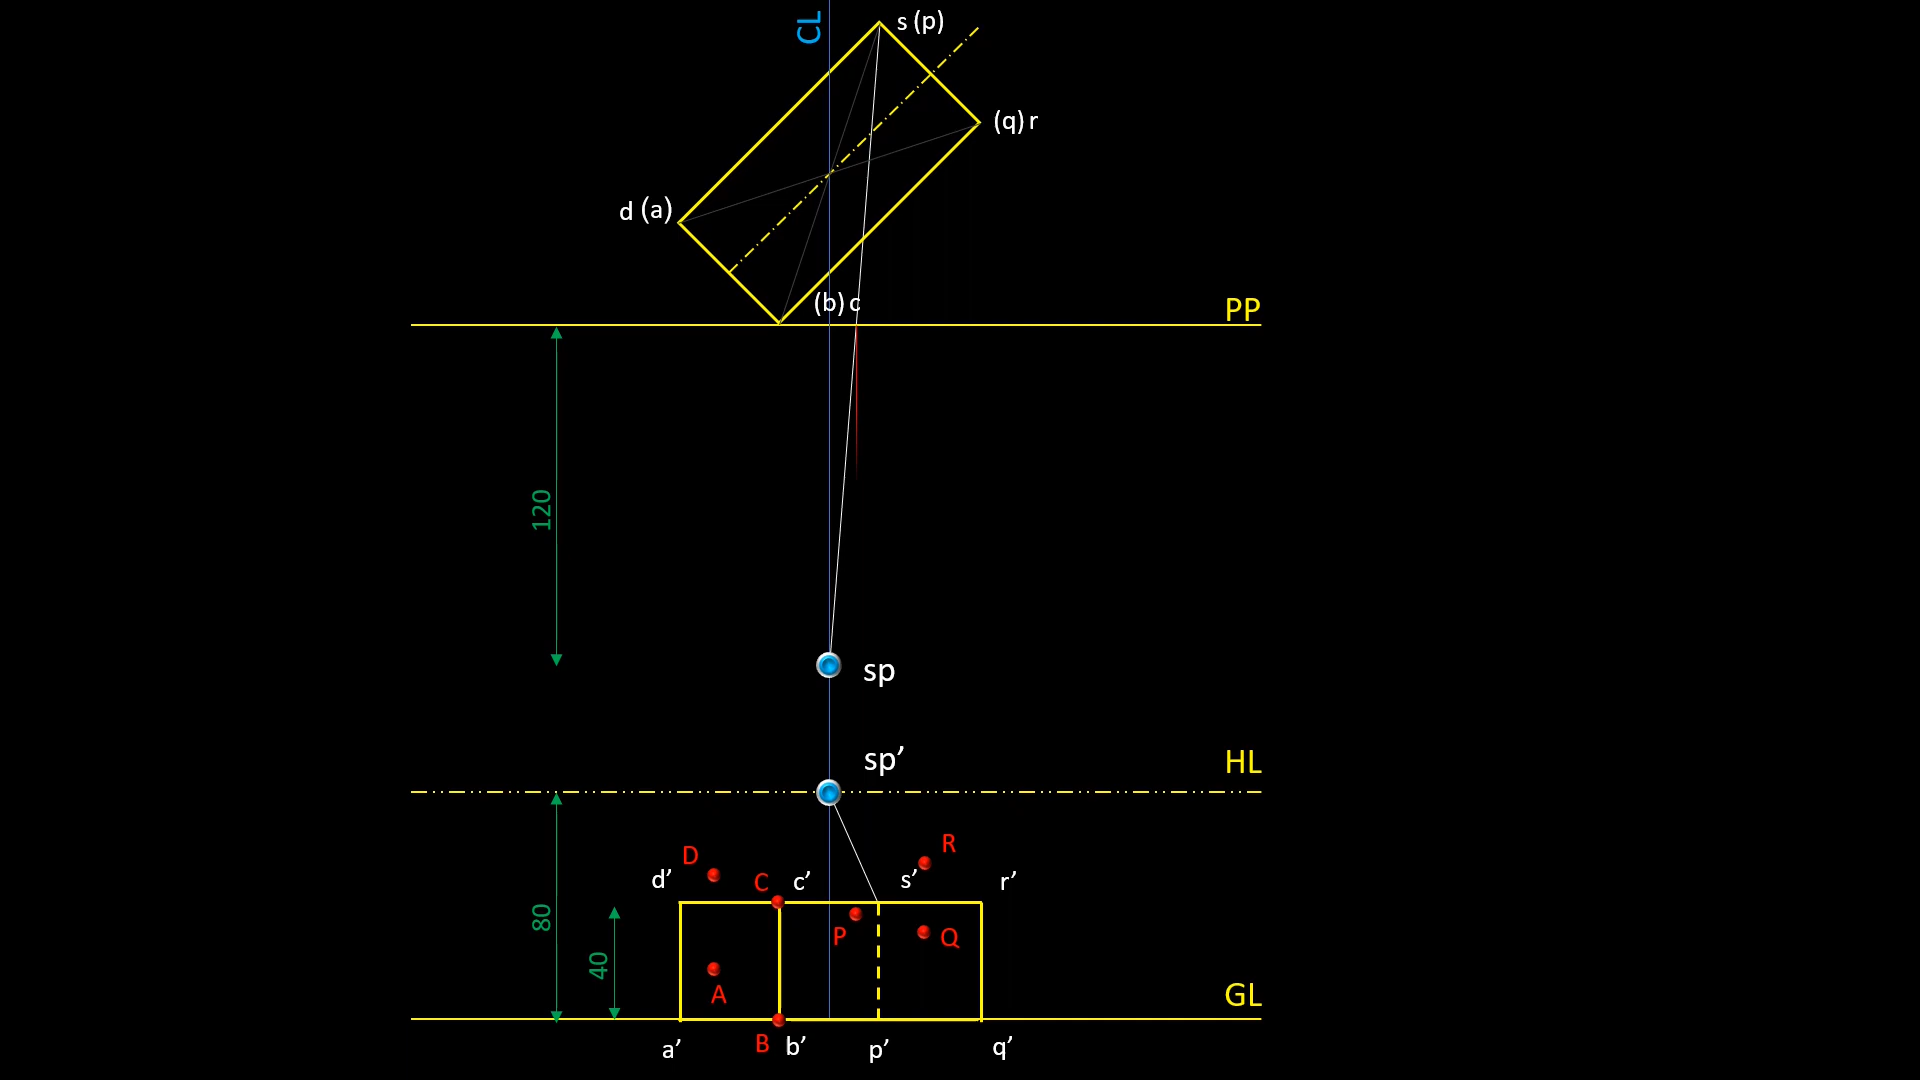 CL
s (p)
(q) r
d (a)
(b) c
PP
120
sp
sp’
HL
R
D
d’
C
c’
s’
r’
80
P
Q
40
A
GL
a’
B
b’
p’
q’